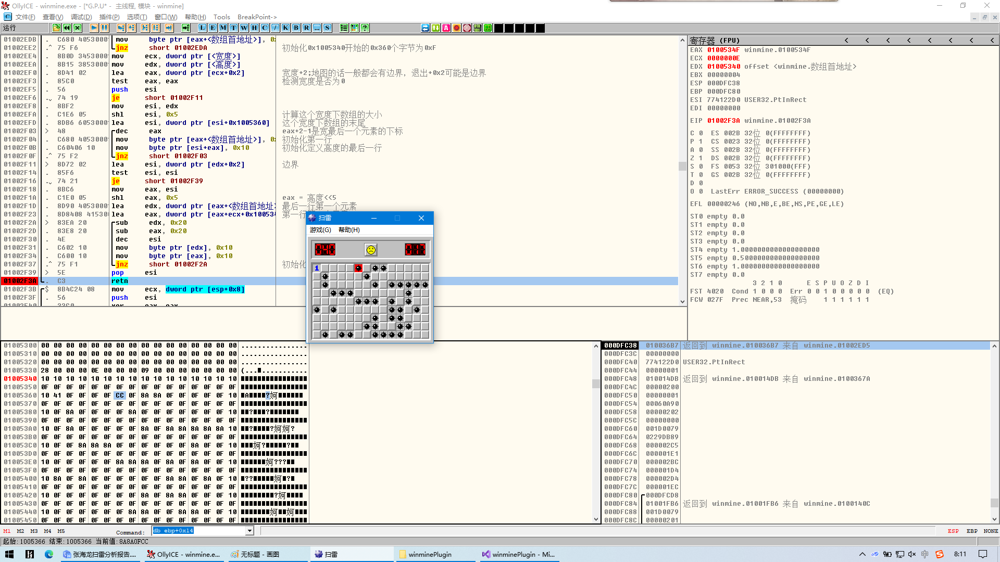 OllyICE - winmine.exe - [*G.P.U* -  主线程, 模块 - winmine]
文件(F) 查看(V) 调试(D) 插件(P) 选项(T) 窗口(W) 帮助(H) Tools BreakPoint->
运行 L E M T W H C / K B R ... S ?
01002EDB . C680 4053000 mov byte ptr [eax+<数组首地址>], 0
01002EE2 .^ 75 F6 jnz short 01002EDA 初始化0x1005340开始的0x360个字节为0xF
01002EE4 . 8B0D 3453000 mov ecx, dword ptr [<宽度>]
01002EEA . 8B15 3853000 mov edx, dword ptr [<高度>]
01002EF0 . 8D41 02 lea eax, dword ptr [ecx+0x2] 宽度+2;地图的话一般都会有边界，退出+0x2可能是边界
01002EF3 . 85C0 test eax, eax 检测宽度是否为0
01002EF5 . 56 push esi
01002EF6 . 74 19 je short 01002F11
01002EF8 . 8BF2 mov esi, edx
01002EFA . C1E6 05 shl esi, 0x5 计算这个宽度下数组的大小
01002EFD . 8DB6 6053000 lea esi, dword ptr [esi+0x1005360] 这个宽度下数组的末尾
01002F03 > 48 dec eax eax+2-1是宽最后一个元素的下标
01002F04 . C680 4053000 mov byte ptr [eax+<数组首地址>], 0 初始化第一行
01002F0B . C60406 10 mov byte ptr [esi+eax], 0x10 初始化定义高度的最后一行
01002F0F .^ 75 F2 jnz short 01002F03
01002F11 > 8D72 02 lea esi, dword ptr [edx+0x2] 边界
01002F14 . 85F6 test esi, esi
01002F16 . 74 21 je short 01002F39
01002F18 . 8BC6 mov eax, esi
01002F1A . C1E0 05 shl eax, 0x5 eax = 高度<<5
01002F1D . 8D90 4053000 lea edx, dword ptr [eax+<数组首地址 最后一行第一个元素
01002F23 . 8D8408 41530 lea eax, dword ptr [eax+ecx+0x10053 第一行
01002F2A > 83EA 20 sub edx, 0x20
01002F2D . 83E8 20 sub eax, 0x20
01002F30 . 4E dec esi
01002F31 . C602 10 mov byte ptr [edx], 0x10
01002F34 . C600 10 mov byte ptr [eax], 0x10
01002F37 .^ 75 F1 jnz short 01002F2A 初始化
01002F39 > 5E pop esi
01002F3A . C3 retn
01002F3B $ 8B4C24 08 mov ecx, dword ptr [esp+0x8]
01002F3F . 56 push esi
寄存器 (FPU) < < < < < < < <
EAX 0100534F winmine.0100534F
ECX 0000000E
EDX 01005340 offset <winmine.数组首地址>
EBX 00000004
ESP 000DFC38
EBP 000DFC80
ESI 774122D0 USER32.PtInRect
EDI 00000000
EIP 01002F3A winmine.01002F3A
C 0 ES 002B 32位 0(FFFFFFFF)
P 1 CS 0023 32位 0(FFFFFFFF)
A 0 SS 002B 32位 0(FFFFFFFF)
Z 1 DS 002B 32位 0(FFFFFFFF)
S 0 FS 0053 32位 301000(FFF)
T 0 GS 002B 32位 0(FFFFFFFF)
D 0
O 0 LastErr ERROR_SUCCESS (00000000)
EFL 00000246 (NO,NB,E,BE,NS,PE,GE,LE)
ST0 empty 0.0
ST1 empty 0.0
ST2 empty 0.0
ST3 empty 0.0
ST4 empty 1.0000000000000000000
ST5 empty 0.5000000000000000000
ST6 empty 1.0000000000000000000
ST7 empty 0.0
3 2 1 0 E S P U O Z D I
FST 4020 Cond 1 0 0 0 Err 0 0 1 0 0 0 0 0 (EQ)
FCW 027F Prec NEAR,53 掩码 1 1 1 1 1 1
扫雷
游戏(G) 帮助(H)
040
1
01005300 00 00 00 00 00 00 00 00 00 00 00 00 00 00 00 00 ................
01005310 00 00 00 00 00 00 00 00 00 00 00 00 00 00 00 00 ................
01005320 00 00 00 00 00 00 00 00 00 00 00 00 00 00 00 00 ................
01005330 28 00 00 00 0E 00 00 00 09 00 00 00 00 00 00 00
01005340 10 10 10 10 10 10 10 10 10 10 10 10 10 10 10 10
01005350 0F 0F 0F 0F 0F 0F 0F 0F 0F 0F 0F 0F 0F 0F 0F 0F
01005360 10 41 0F 0F 0F 0F CC 0F 8A 8A 0F 0F 0F 0F 0F 10
01005370 0F 0F 0F 0F 0F 0F 0F 0F 0F 0F 0F 0F 0F 0F 0F 0F
01005380 10 0F 8A 0F 0F 0F 0F 8A 0F 0F 0F 0F 0F 0F 0F 10
01005390 0F 0F 0F 0F 0F 0F 0F 0F 0F 0F 0F 0F 0F 0F 0F 0F
010053A0 10 0F 8A 0F 0F 0F 0F 0F 8A 0F 8A 8A 8A 8A 8A 10
010053B0 0F 0F 0F 0F 0F 0F 0F 0F 0F 0F 0F 0F 0F 0F 0F 0F
010053C0 10 0F 0F 8A 8A 8A 0F 0F 0F 0F 0F 0F 8A 0F 0F 10
010053D0 0F 0F 0F 0F 0F 0F 0F 0F 0F 0F 0F 0F 0F 0F 0F 0F
010053E0 10 0F 0F 0F 0F 0F 8A 8A 8A 0F 8A 0F 8A 0F 0F 10
010053F0 0F 0F 0F 0F 0F 0F 0F 0F 0F 0F 0F 0F 0F 0F 0F 0F
01005400 10 8A 0F 8A 0F 0F 0F 0F 0F 0F 8A 8A 0F 8A 0F 10
01005410 0F 0F 0F 0F 0F 0F 0F 0F 0F 0F 0F 0F 0F 0F 0F 0F
01005420 10 0F 0F 0F 0F 0F 0F 0F 8A 0F 8A 8A 0F 0F 0F 10
01005430 0F 0F 0F 0F 0F 0F 0F 0F 0F 0F 0F 0F 0F 0F 0F 0F
01005440 10 0F 0F 0F 0F 0F 0F 8A 8A 0F 0F 8A 8A 0F 0F 10
01005450 0F 0F 0F 0F 0F 0F 0F 0F 0F 0F 0F 0F 0F 0F 0F 0F
000DFC38 010036B7 返回到 winmine.010036B7 来自 winmine.01002ED5
000DFC3C 00000000
000DFC40 774122D0 USER32.PtInRect
000DFC44 00000001
000DFC48 010014DB 返回到 winmine.010014DB 来自 winmine.0100367A
000DFC4C 00000200
000DFC50 00000001
000DFC54 00060A90
000DFC58 00000202
000DFC5C 00000000
000DFC60 001D0079
000DFC64 0229DB89
000DFC68 000002C5
000DFC6C 000001E1
000DFC70 000002BC
000DFC74 000001D4
000DFC78 000002D4
000DFC7C 000001EC
000DFC80 000DFCD8
000DFC84 01001FB6 返回到 winmine.01001FB6 来自 winmine.0100140C
000DFC88 001D0079
000DFC8C 00000201
M1 M2 M3 M4 M5 Command: db ebp+0x14 ESP EBP NONE
起始: 1005366 结束: 1005366 当前值: 8A8A0FCC
张海龙扫雷分析报告.... OllyICE - winmine.e... 无标题 - 画图 扫雷 winminePlugin winminePlugin - Mi... 中 8:11